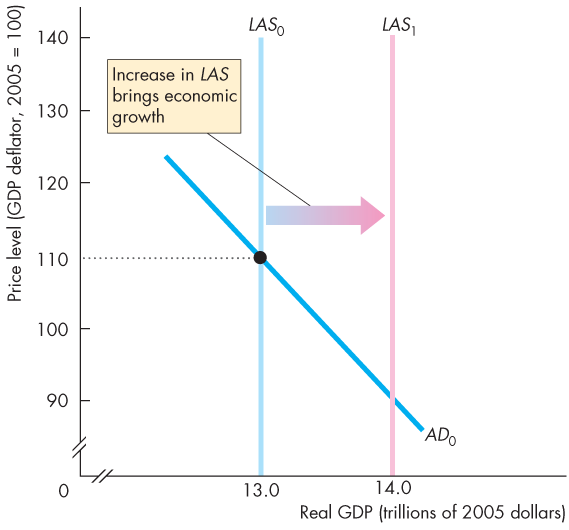 Price level (GDP deflator, 2005 = 100)
140
130
120
110
100
90
0
LAS0
LAS1
Increase in LAS
brings economic
growth
AD0
13.0
14.0
Real GDP (trillions of 2005 dollars)